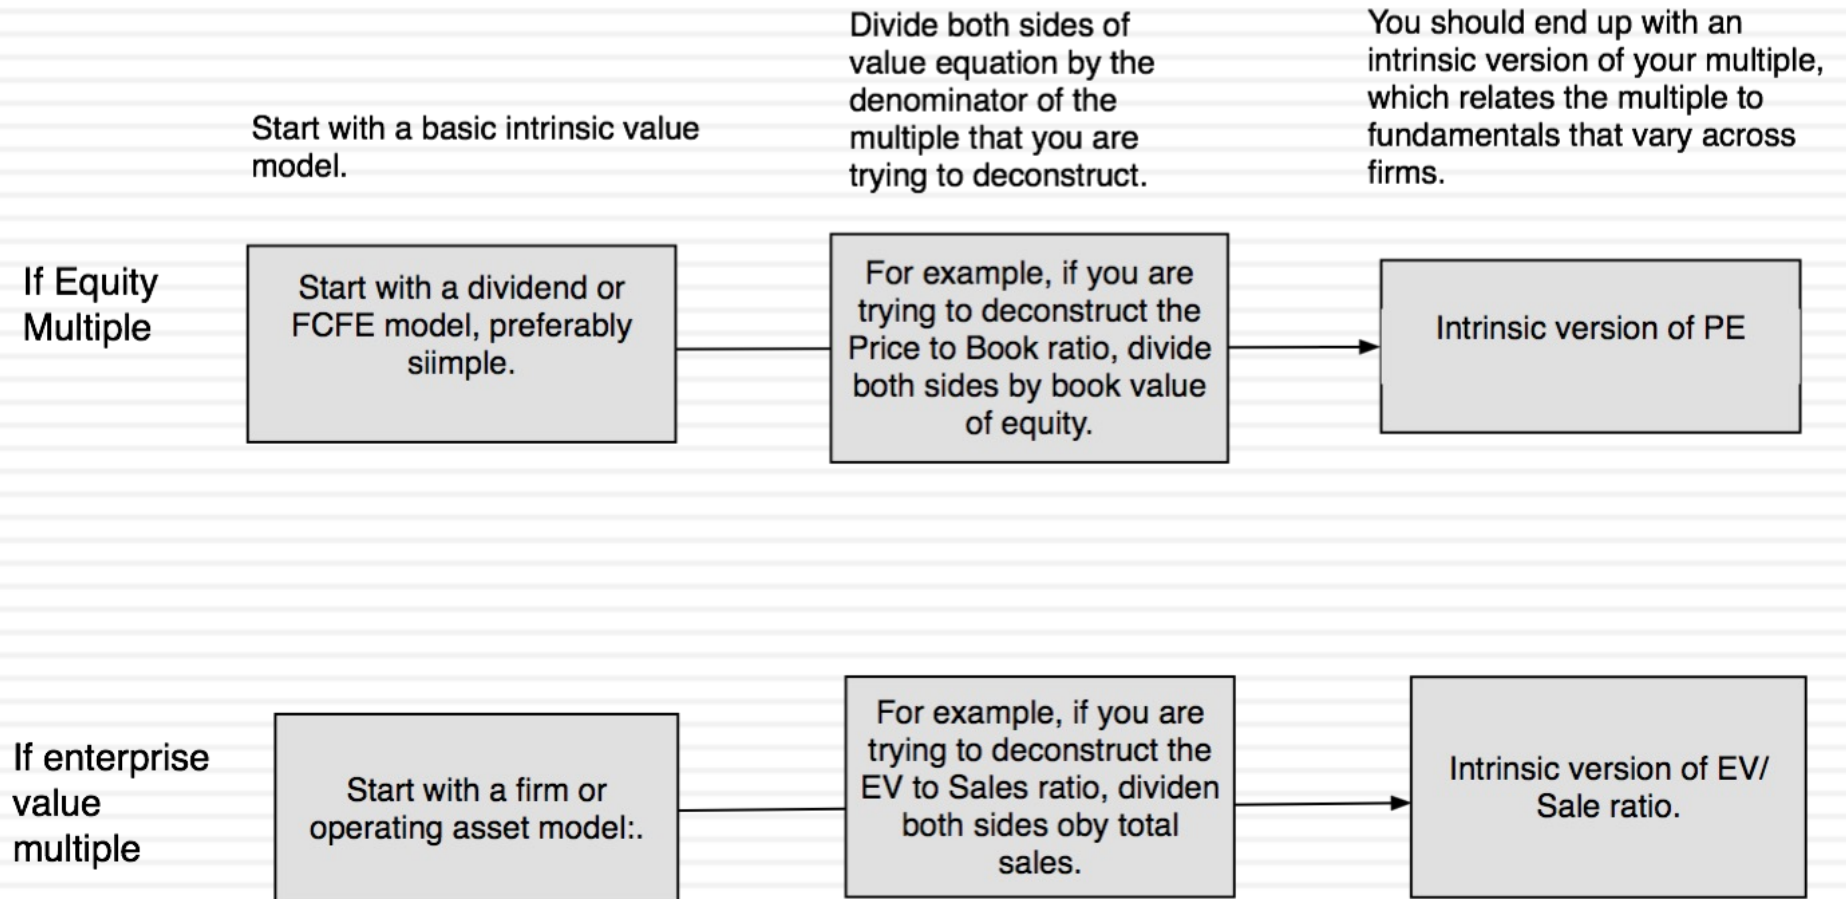 Start with a basic intrinsic value
model.
Divide both sides of
value equation by the
denominator of the
multiple that you are
trying to deconstruct.
You should end up with an
intrinsic version of your multiple,
which relates the multiple to
fundamentals that vary across
firms.
If Equity
Multiple
Start with a dividend or
FCFE model, preferably
siimple.
For example, if you are
trying to deconstruct the
Price to Book ratio, divide
both sides by book value
of equity.
Intrinsic version of PE
If enterprise
value
multiple
Start with a firm or
operating asset model:.
For example, if you are
trying to deconstruct the
EV to Sales ratio, dividen
both sides oby total
sales.
Intrinsic version of EV/
Sale ratio.